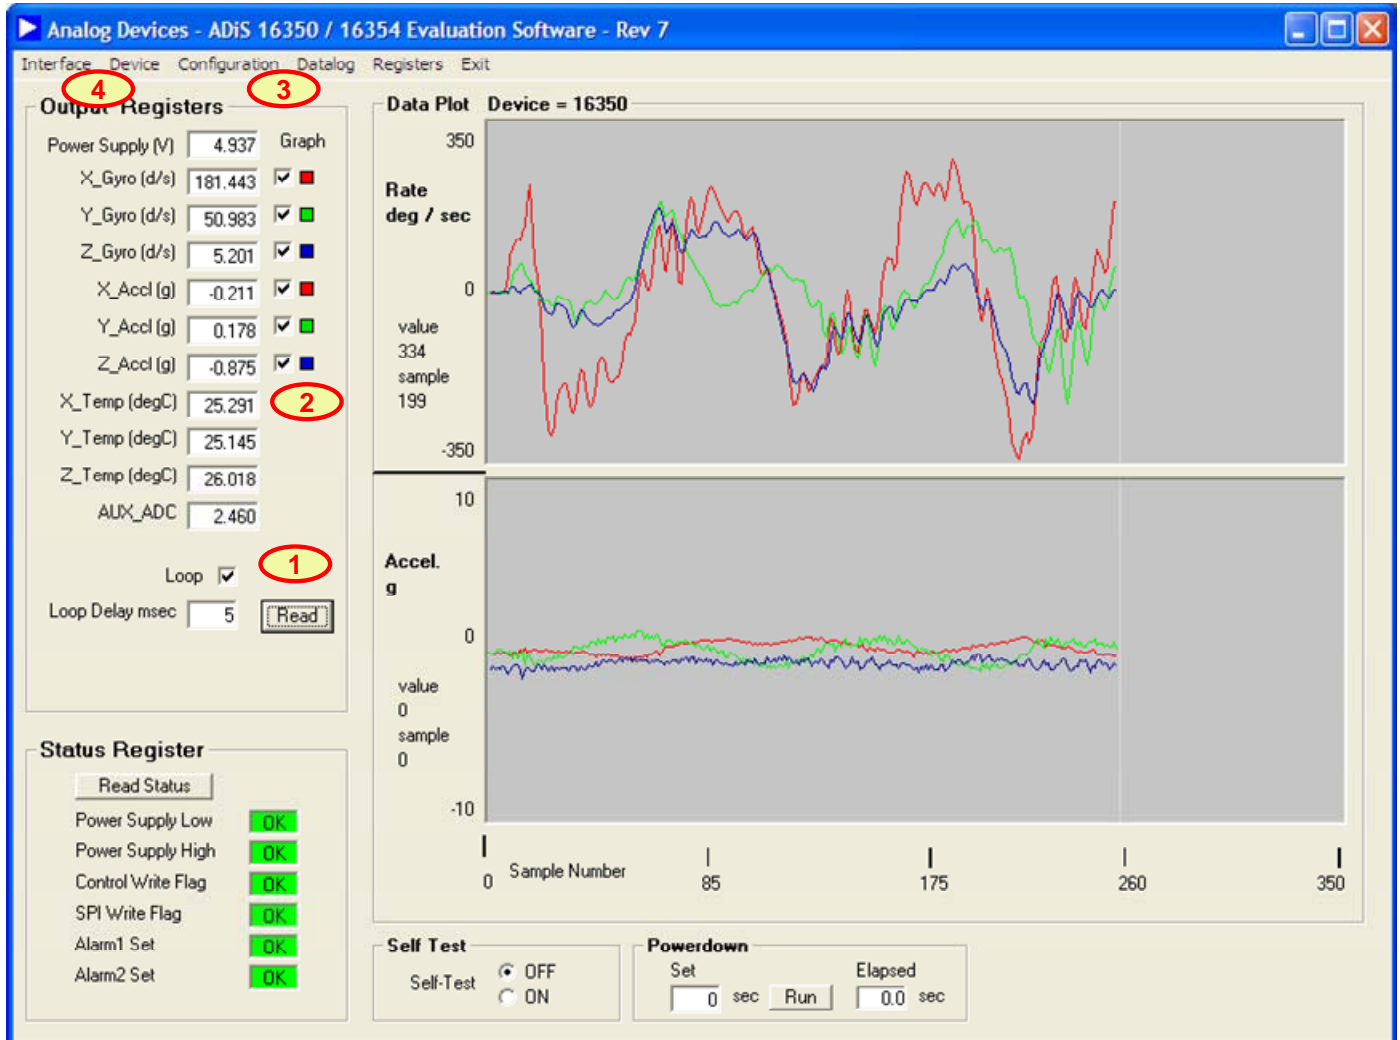 Analog Devices - ADiS 16350 / 16354 Evaluation Software - Rev 7
Interface Device Configuration Datalog Registers Exit
4
3
Output Registers
Power Supply (V) 4.937 Graph
X_Gyro (d/s) 181.443
Y_Gyro (d/s) 50.983
Z_Gyro (d/s) 5.201
X_Accl (g) -0.211
Y_Accl (g) 0.178
Z_Accl (g) -0.875
X_Temp (degC) 25.291
2
Y_Temp (degC) 25.145
Z_Temp (degC) 26.018
AUX_ADC 2.460
1
Loop
Loop Delay msec 5 Read
Status Register
Read Status
Power Supply Low OK
Power Supply High OK
Control Write Flag OK
SPI Write Flag OK
Alarm1 Set OK
Alarm2 Set OK
Data Plot Device = 16350
350
Rate
deg / sec
0
value
334
sample
199
-350
10
Accel.
g
0
value
0
sample
0
-10
Sample Number
0 85 175 260 350
Self Test
Self-Test
OFF
ON
Powerdown
Set Elapsed
0 sec Run 0.0 sec